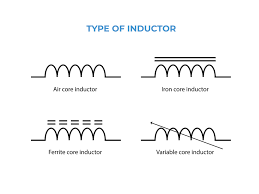 TYPE OF INDUCTOR
Air core inductor
Iron core inductor
Ferrite core inductor
Variable core inductor